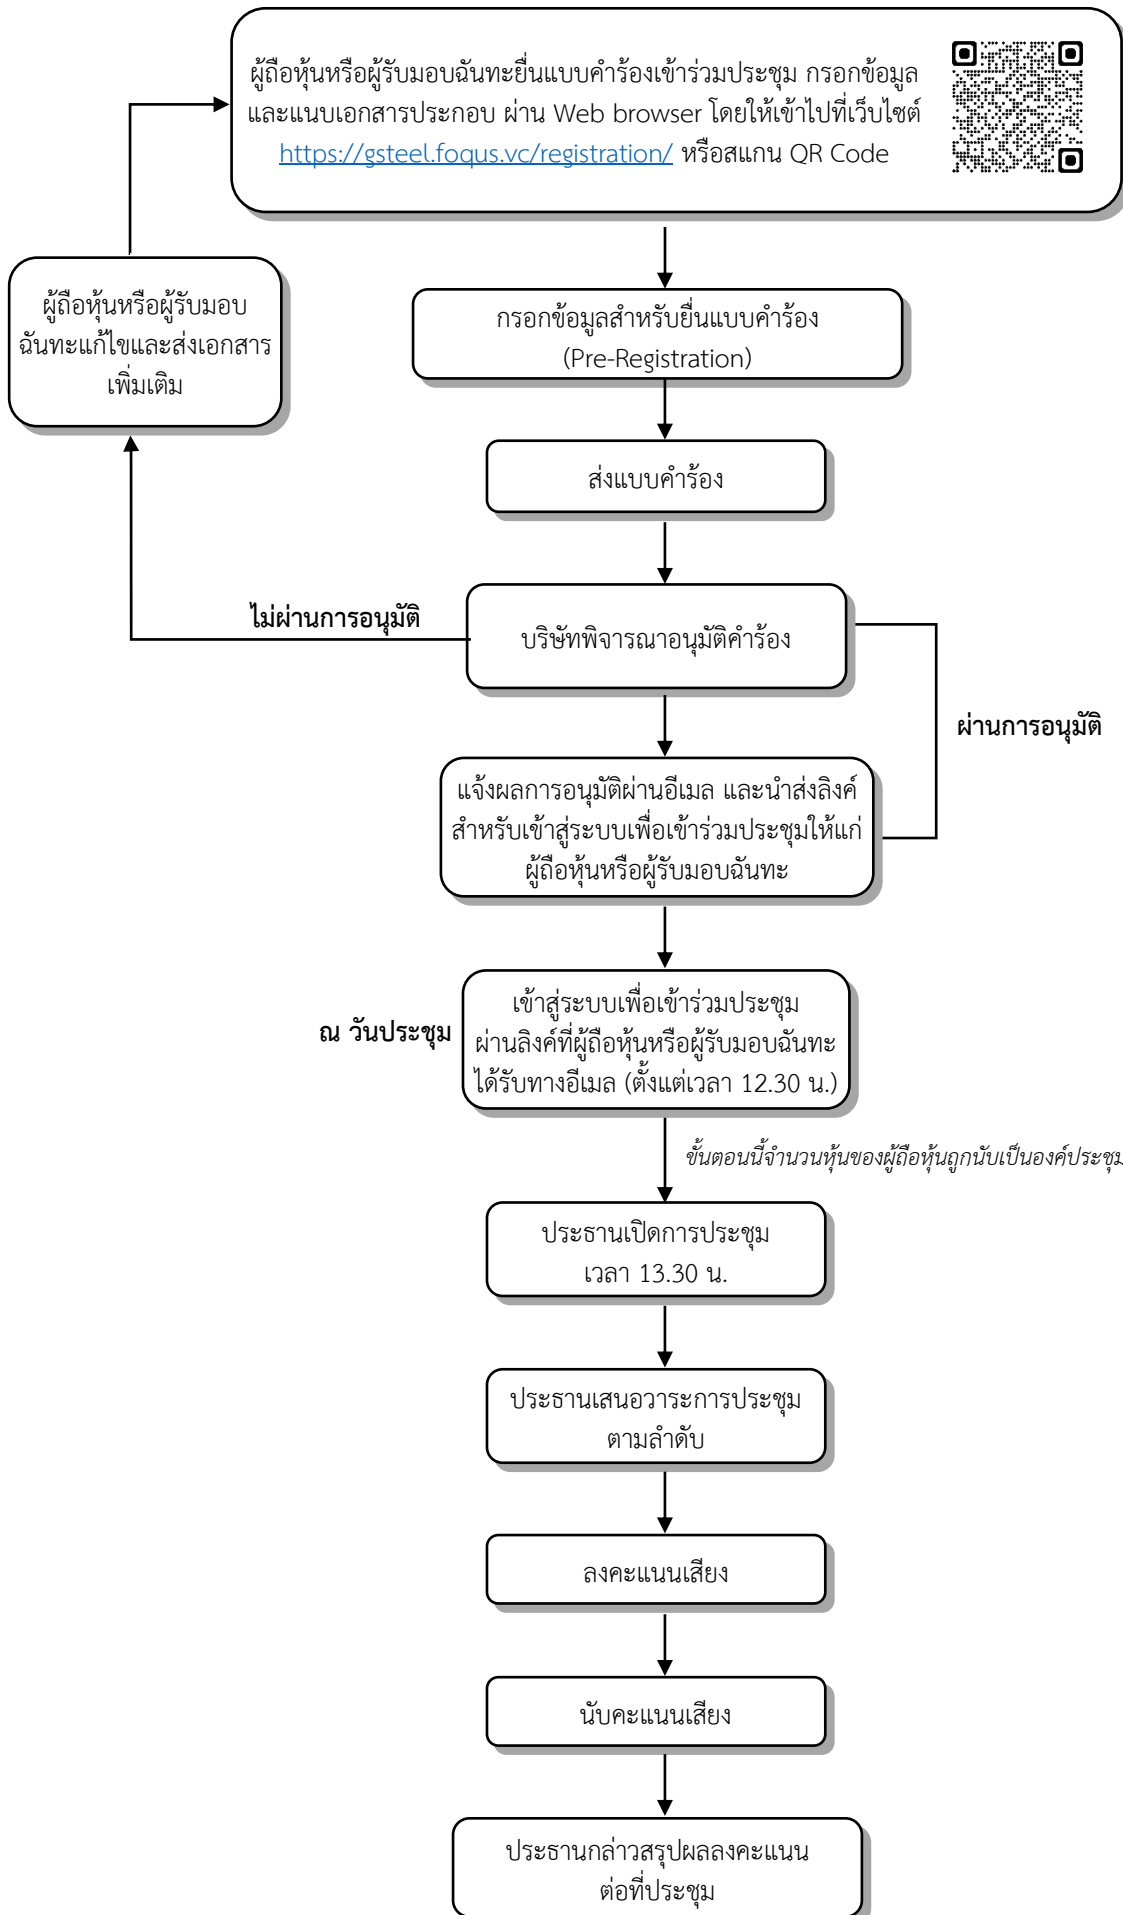 ผู้ถือหุ้นหรือผู้รับมอบฉันทะยื่นแบบคำร้องเข้าร่วมประชุม กรอกข้อมูล
และแนบเอกสารประกอบ ผ่าน Web browser โดยให้เข้าไปที่เว็บไซต์
https://gsteel.foqus.vc/registration/ หรือสแกน QR Code
ผู้ถือหุ้นหรือผู้รับมอบ
ฉันทะแก้ไขและส่งเอกสาร
เพิ่มเติม
กรอกข้อมูลสำหรับยื่นแบบคำร้อง
(Pre-Registration)
ส่งแบบคำร้อง
ไม่ผ่านการอนุมัติ
บริษัทพิจารณาอนุมัติคำร้อง
ผ่านการอนุมัติ
แจ้งผลการอนุมัติผ่านอีเมล และนำส่งลิงค์
สำหรับเข้าสู่ระบบเพื่อเข้าร่วมประชุมให้แก่
ผู้ถือหุ้นหรือผู้รับมอบฉันทะ
ณ วันประชุม
เข้าสู่ระบบเพื่อเข้าร่วมประชุม
ผ่านลิงค์ที่ผู้ถือหุ้นหรือผู้รับมอบฉันทะ
ได้รับทางอีเมล (ตั้งแต่เวลา 12.30 น.)
ขั้นตอนนี้จำนวนหุ้นของผู้ถือหุ้นถูกนับเป็นองค์ประชุม
ประธานเปิดการประชุม
เวลา 13.30 น.
ประธานเสนอวาระการประชุม
ตามลำดับ
ลงคะแนนเสียง
นับคะแนนเสียง
ประธานกล่าวสรุปผลลงคะแนน
ต่อที่ประชุม